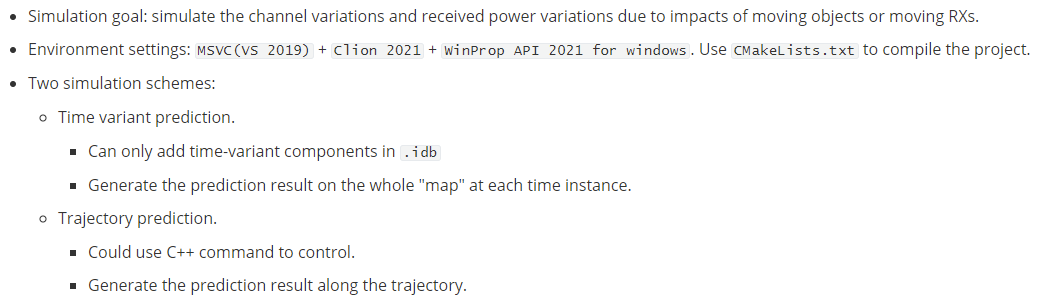 Simulation goal: simulate the channel variations and received power variations due to impacts of moving objects or moving RXs.
Environment settings: MSVC(VS 2019) + Clion 2021 + WinProp API 2021 for windows. Use CMakeLists.txt to compile the project.
Two simulation schemes:
Time variant prediction.
Can only add time-variant components in .idb
Generate the prediction result on the whole "map" at each time instance.
Trajectory prediction.
Could use C++ command to control.
Generate the prediction result along the trajectory.